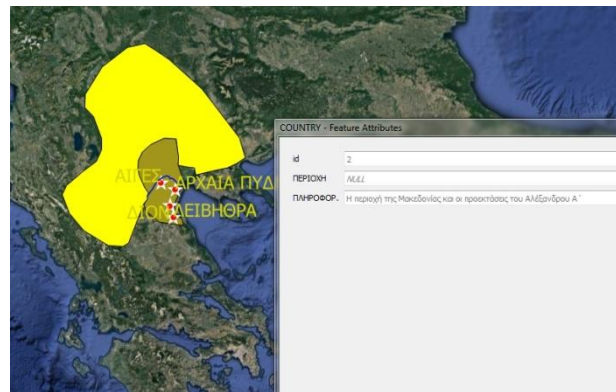 COUNTRY - Feature Attributes
id 2
ΠΕΡΙΟΧΗ NULL
ΠΛΗΡΟΦΟΡ. Η περιοχή της Μακεδονίας και οι προεκτάσεις του Αλέξανδρου Α΄
ΑΙΓΕΣ ΑΡΧΑΙΑ ΠΥΔ
ΔΙΟΝ ΛΕΙΒΗΘΡΑ